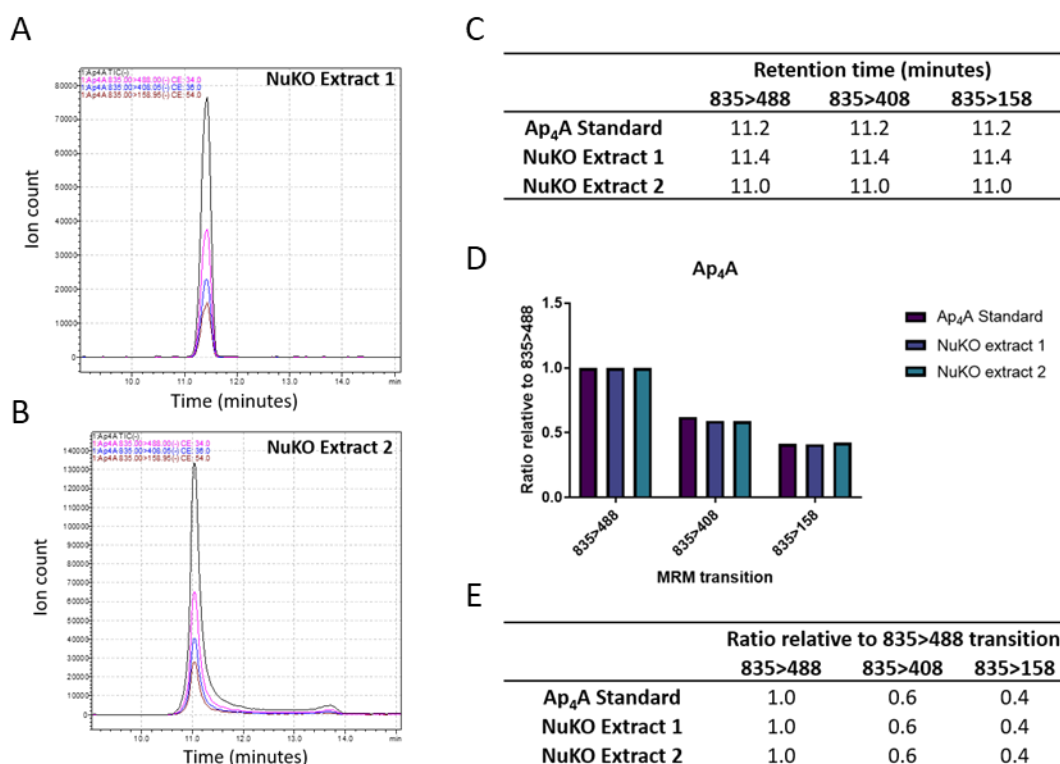 A
1:Ap4A TIC(-)
1:Ap4A 835.00>488.00(-) CE: 34.0
1:Ap4A 835.00>408.05(-) CE: 36.0
1:Ap4A 835.00>158.95(-) CE: 54.0
NuKO Extract 1
80000
70000
60000
50000
40000
30000
20000
10000
0
Ion count
10.0 11.0 12.0 13.0 14.0 min
Time (minutes)
B
1:Ap4A TIC(-)
1:Ap4A 835.00>488.00(-) CE: 34.0
1:Ap4A 835.00>408.05(-) CE: 36.0
1:Ap4A 835.00>158.95(-) CE: 54.0
NuKO Extract 2
140000
130000
120000
110000
100000
90000
80000
70000
60000
50000
40000
30000
20000
10000
0
Ion count
10.0 11.0 12.0 13.0 14.0 min
Time (minutes)
C
Retention time (minutes)
835>488 835>408 835>158
Ap₄A Standard 11.2 11.2 11.2
NuKO Extract 1 11.4 11.4 11.4
NuKO Extract 2 11.0 11.0 11.0
D
Ap₄A
1.5
1.0
0.5
0.0
Ratio relative to 835>488
835>488 835>408 835>158
MRM transition
Ap₄A Standard
NuKO extract 1
NuKO extract 2
E
Ratio relative to 835>488 transition
835>488 835>408 835>158
Ap₄A Standard 1.0 0.6 0.4
NuKO Extract 1 1.0 0.6 0.4
NuKO Extract 2 1.0 0.6 0.4